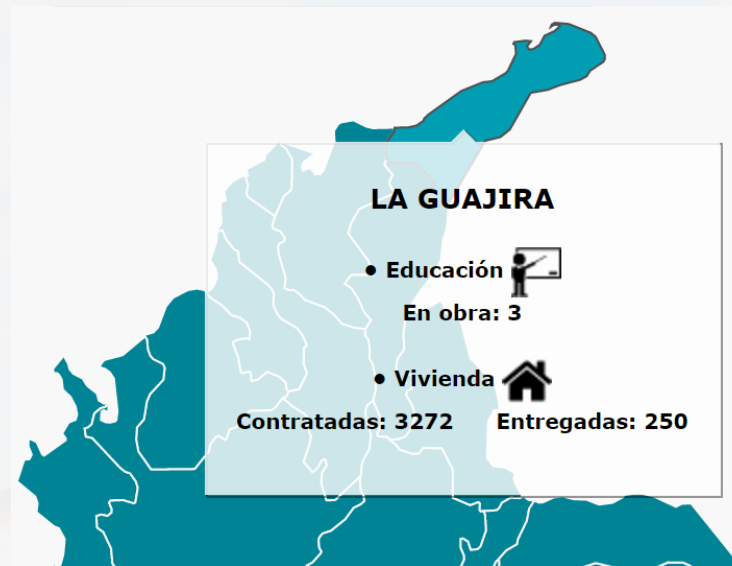 LA GUAJIRA
• Educación
En obra: 3
• Vivienda
Contratadas: 3272 Entregadas: 250